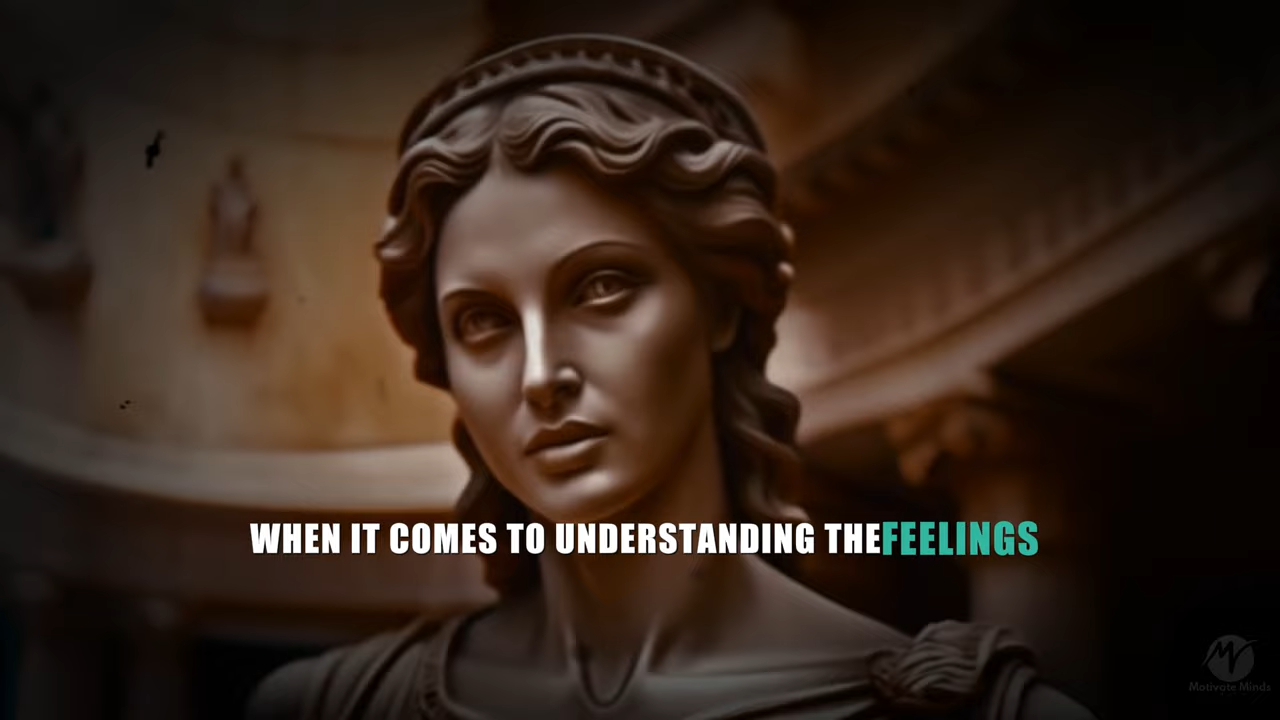 WHEN IT COMES TO UNDERSTANDING THEFEELINGS
Motivate Minds